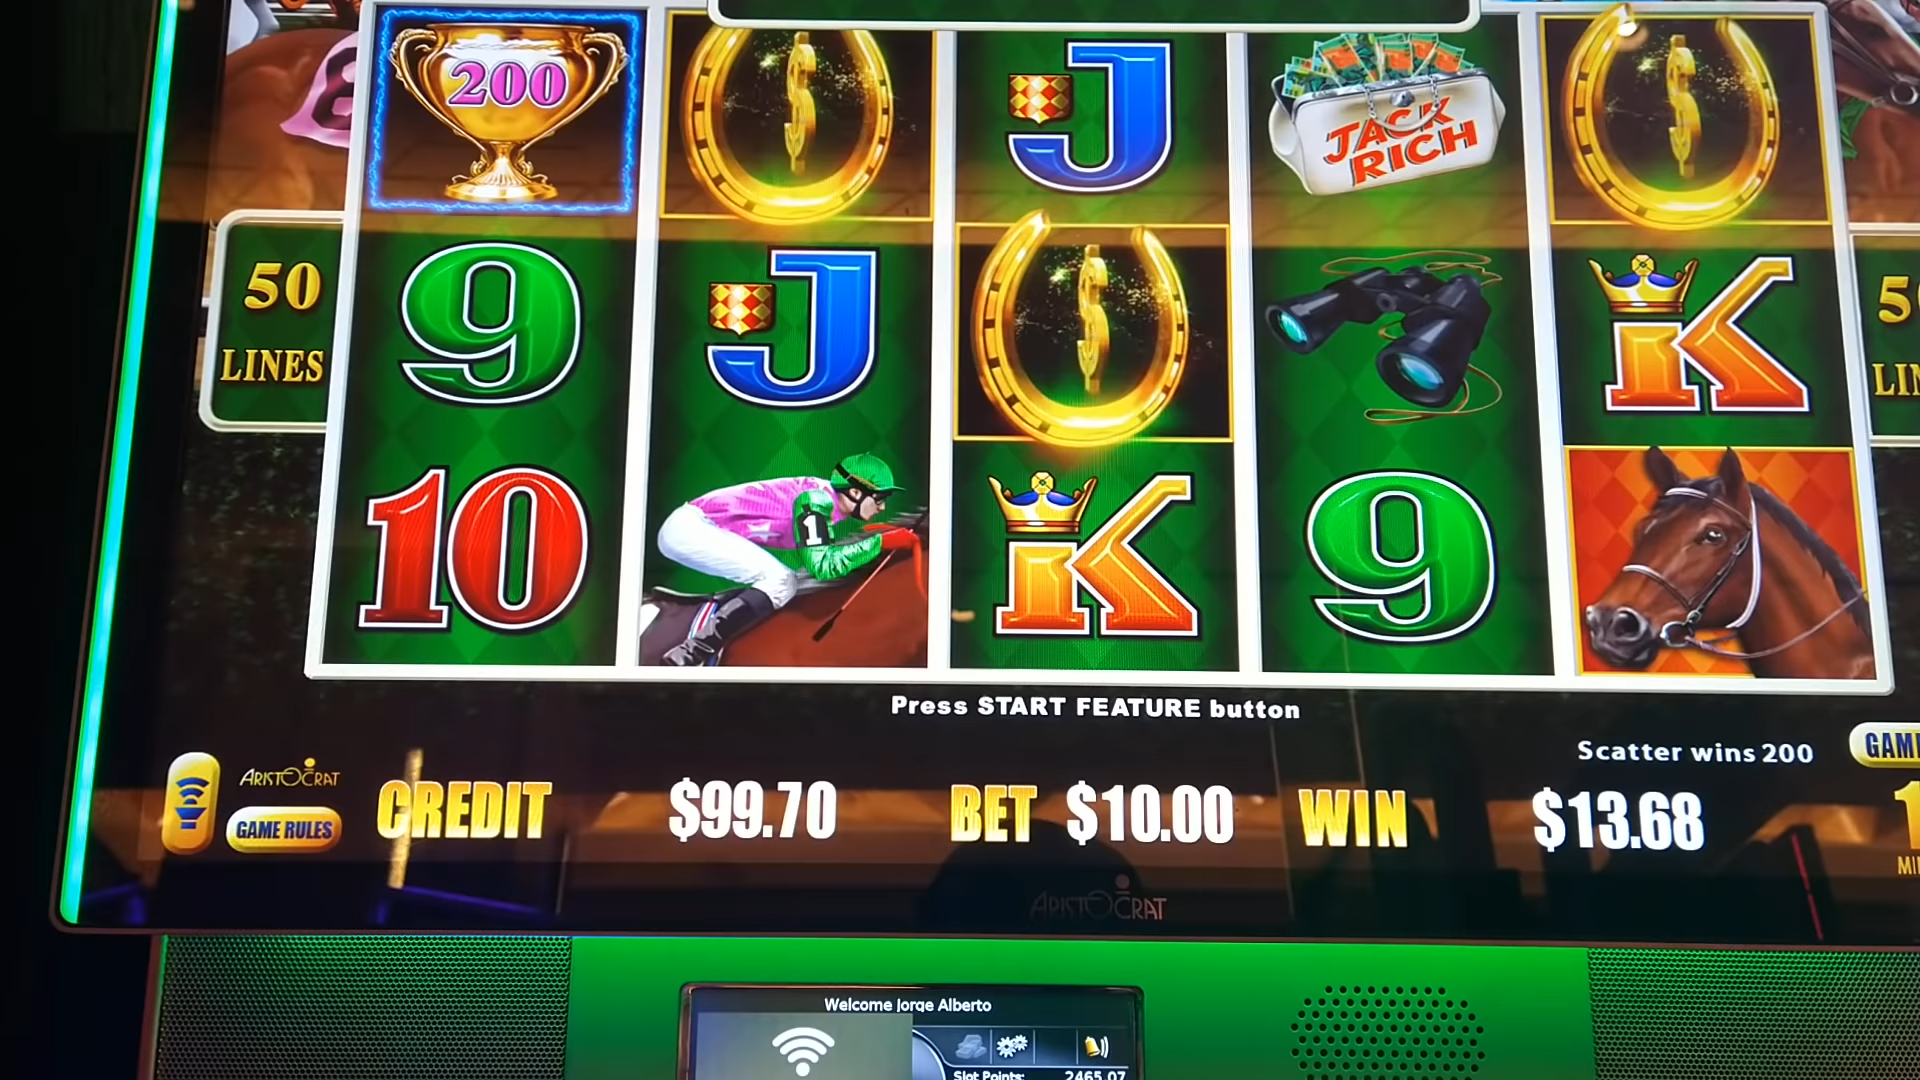 200
J
JACK
RICH
50
LINES
9
J
K
10
1
K
9
Press START FEATURE button
Scatter wins 200
ARISTOCRAT
GAME RULES
CREDIT $99.70 BET $10.00 WIN $13.68
ARISTOCRAT
Welcome Jorge Alberto
Slot Points: 2465.07